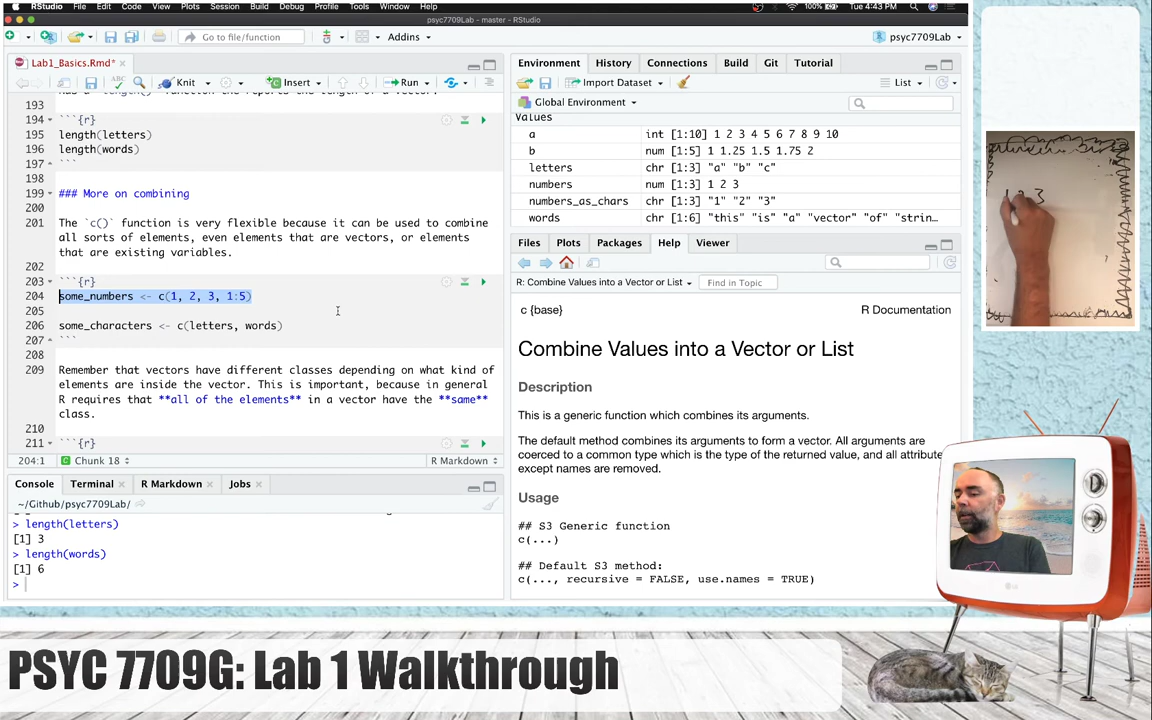 RStudio File Edit Code View Plots Session Build Debug Profile Tools Window Help 100% Tue 4:43 PM
psyc7709Lab - master - RStudio
Go to file/function Addins psyc7709Lab
Lab1_Basics.Rmd*
Knit Insert Run
193
194 ```{r}
195 length(letters)
196 length(words)
197 ```
198
199 ### More on combining
200
201 The `c()` function is very flexible because it can be used to combine
all sorts of elements, even elements that are vectors, or elements
that are existing variables.
202
203 ```{r}
204 some_numbers <- c(1, 2, 3, 1:5)
205
206 some_characters <- c(letters, words)
207 ```
208
209 Remember that vectors have different classes depending on what kind of
elements are inside the vector. This is important, because in general
R requires that **all of the elements** in a vector have the **same**
class.
210
211 ```{r}
204:1 Chunk 18 R Markdown
Console Terminal R Markdown Jobs
~/Github/psyc7709Lab/
> length(letters)
[1] 3
> length(words)
[1] 6
>
Environment History Connections Build Git Tutorial
Import Dataset List
Global Environment
Values
a int [1:10] 1 2 3 4 5 6 7 8 9 10
b num [1:5] 1 1.25 1.5 1.75 2
letters chr [1:3] "a" "b" "c"
numbers num [1:3] 1 2 3
numbers_as_chars chr [1:3] "1" "2" "3"
words chr [1:6] "this" "is" "a" "vector" "of" "strin…
Files Plots Packages Help Viewer
R: Combine Values into a Vector or List Find in Topic
c {base} R Documentation
Combine Values into a Vector or List
Description
This is a generic function which combines its arguments.
The default method combines its arguments to form a vector. All arguments are
coerced to a common type which is the type of the returned value, and all attribute
except names are removed.
Usage
## S3 Generic function
c(...)
## Default S3 method:
c(..., recursive = FALSE, use.names = TRUE)
1 2 3
LG
PSYC 7709G: Lab 1 Walkthrough